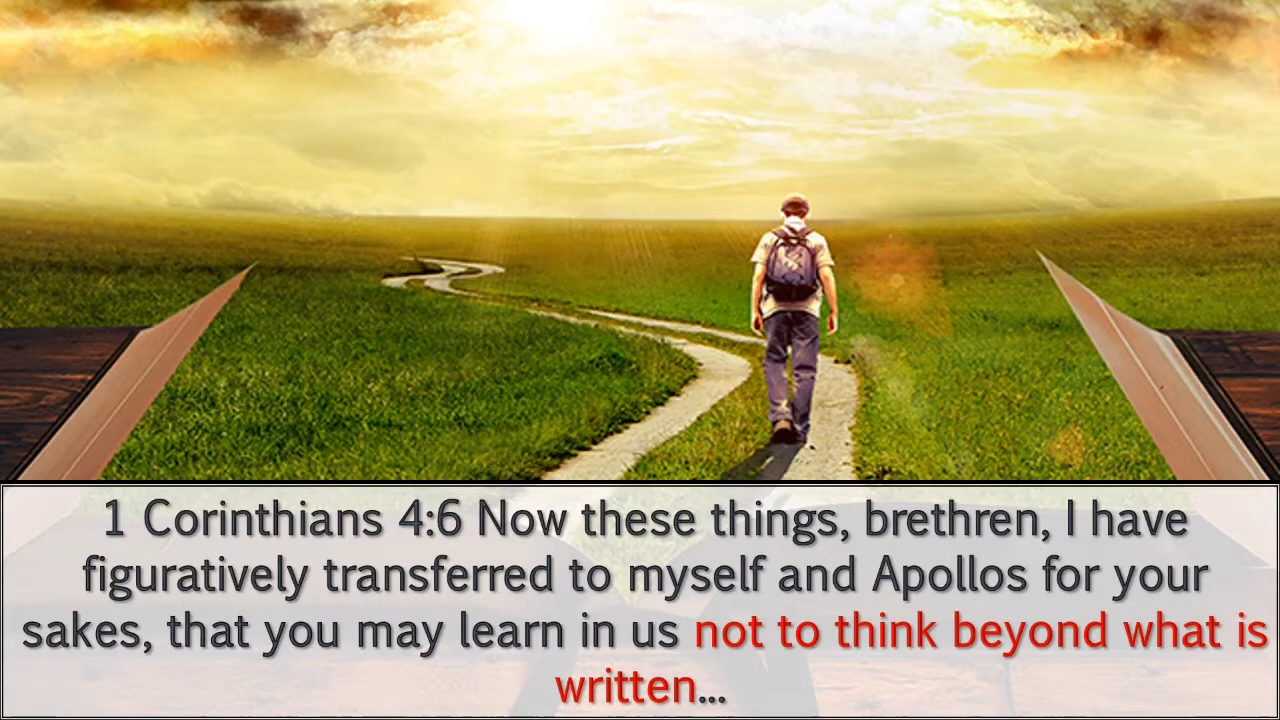 1 Corinthians 4:6 Now these things, brethren, I have
figuratively transferred to myself and Apollos for your
sakes, that you may learn in us not to think beyond what is
written...